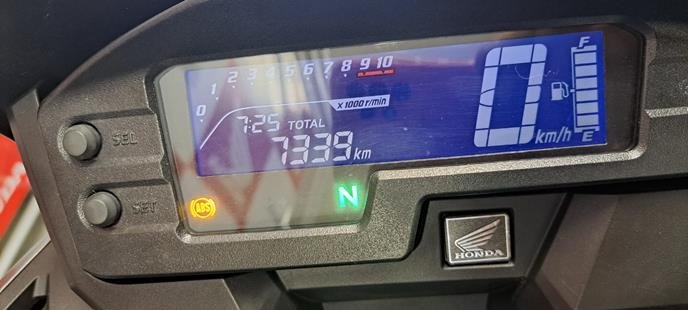 0 1 2 3 4 5 6 7 8 9 10
x 1000 r/min
7:25 TOTAL
7339 km
0 km/h
F
E
SEL
SET
ABS
N
HONDA